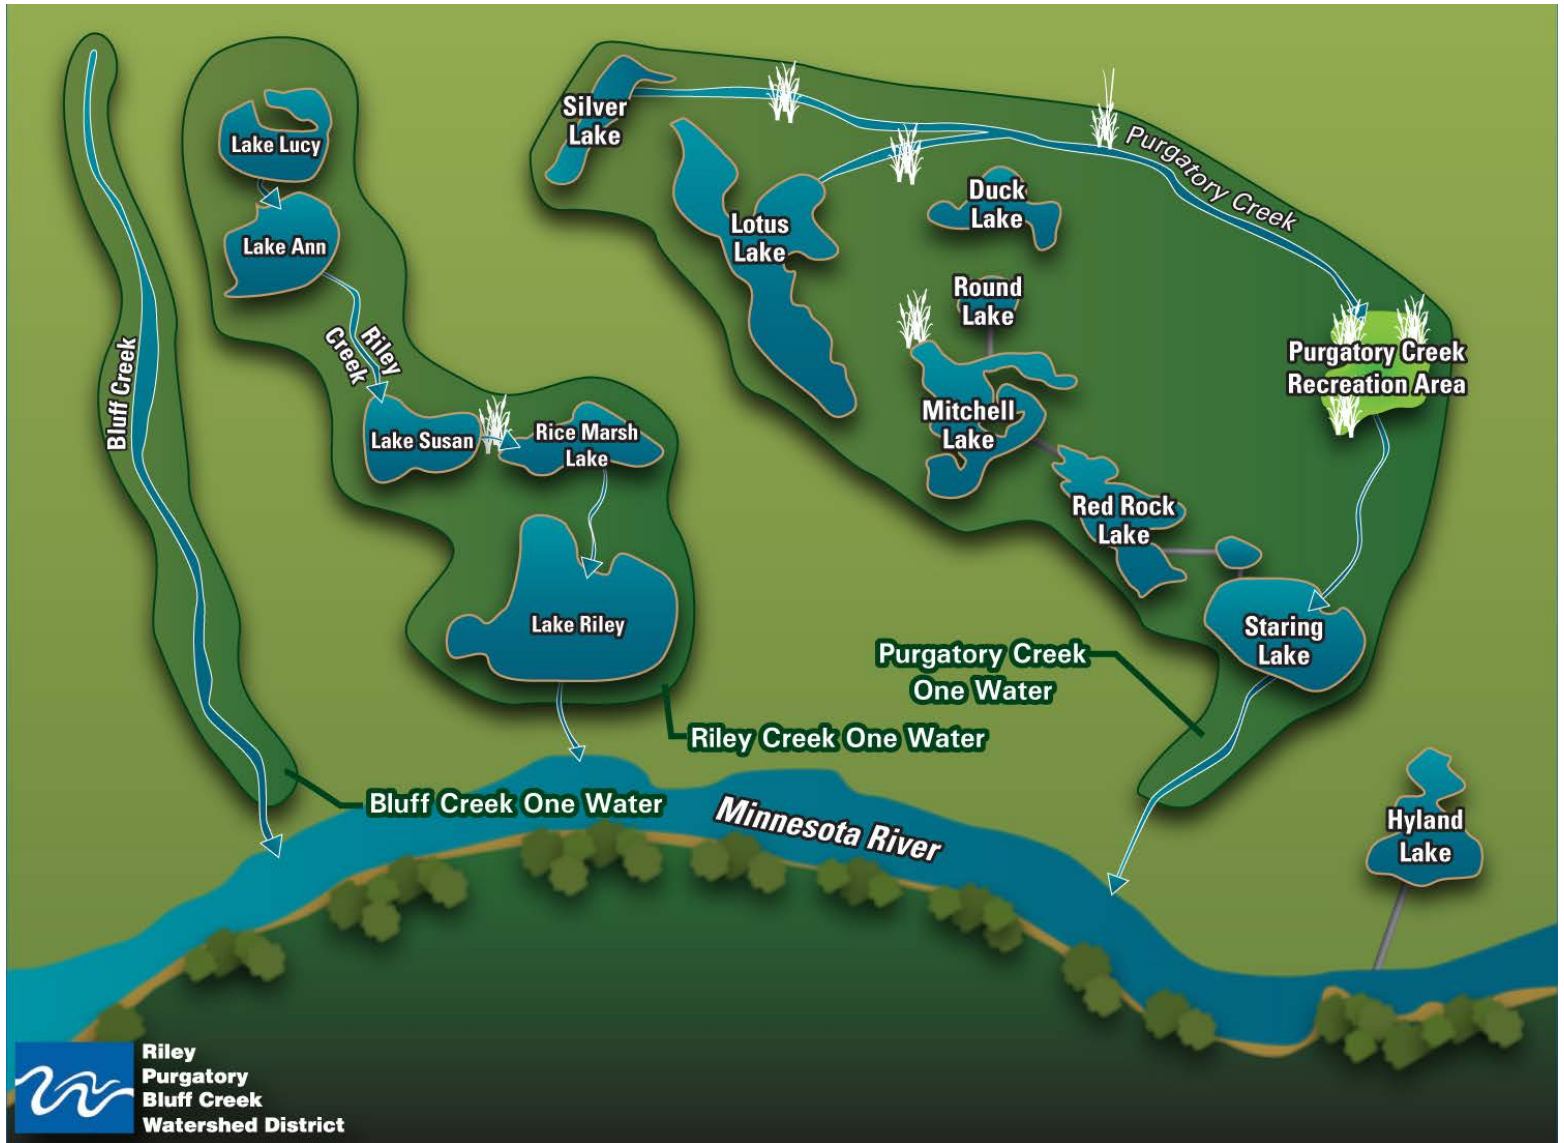 Silver
Lake
Lake Lucy
Purgatory Creek
Duck
Lake
Lotus
Lake
Lake Ann
Round
Lake
Riley
Creek
Bluff Creek
Purgatory Creek
Recreation Area
Mitchell
Lake
Lake Susan
Rice Marsh
Lake
Red Rock
Lake
Lake Riley
Staring
Lake
Purgatory Creek
One Water
Riley Creek One Water
Bluff Creek One Water
Minnesota River
Hyland
Lake
Riley
Purgatory
Bluff Creek
Watershed District